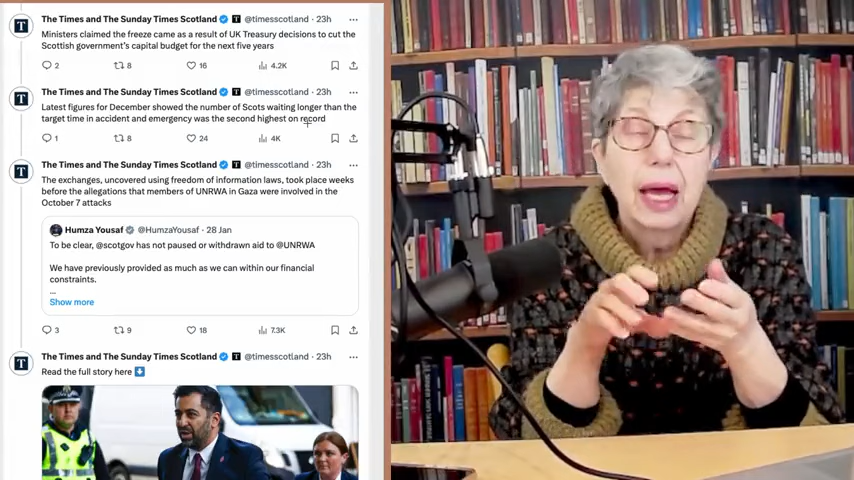 The Times and The Sunday Times Scotland @timesscotland · 23h
Ministers claimed the freeze came as a result of UK Treasury decisions to cut the
Scottish government's capital budget for the next five years
2 8 16 4.2K
The Times and The Sunday Times Scotland @timesscotland · 23h
Latest figures for December showed the number of Scots waiting longer than the
target time in accident and emergency was the second highest on record
1 8 24 4K
The Times and The Sunday Times Scotland @timesscotland · 23h
The exchanges, uncovered using freedom of information laws, took place weeks
before the allegations that members of UNRWA in Gaza were involved in the
October 7 attacks
Humza Yousaf @HumzaYousaf · 28 Jan
To be clear, @scotgov has not paused or withdrawn aid to @UNRWA
We have previously provided as much as we can within our financial
constraints.
...
Show more
3 9 18 7.3K
The Times and The Sunday Times Scotland @timesscotland · 23h
Read the full story here